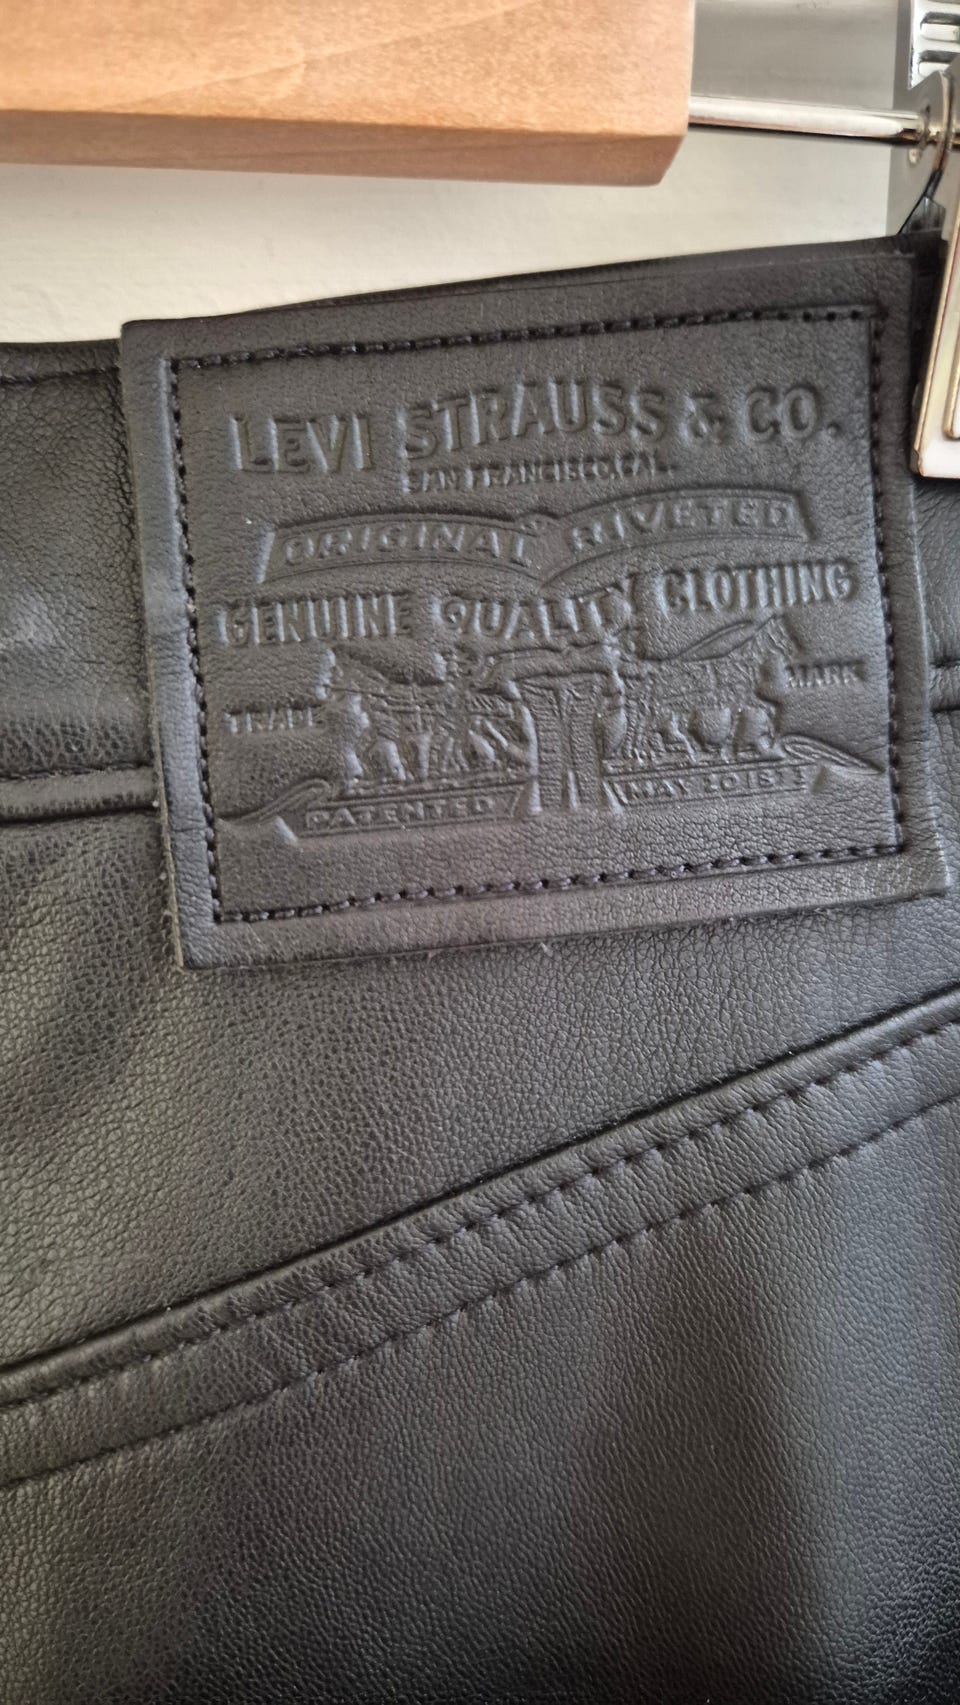 LEVI STRAUSS & CO.
SAN FRANCISCO, CAL.
ORIGINAL RIVETED
GENUINE QUALITY CLOTHING
TRADE MARK
PATENTED MAY 20 1873